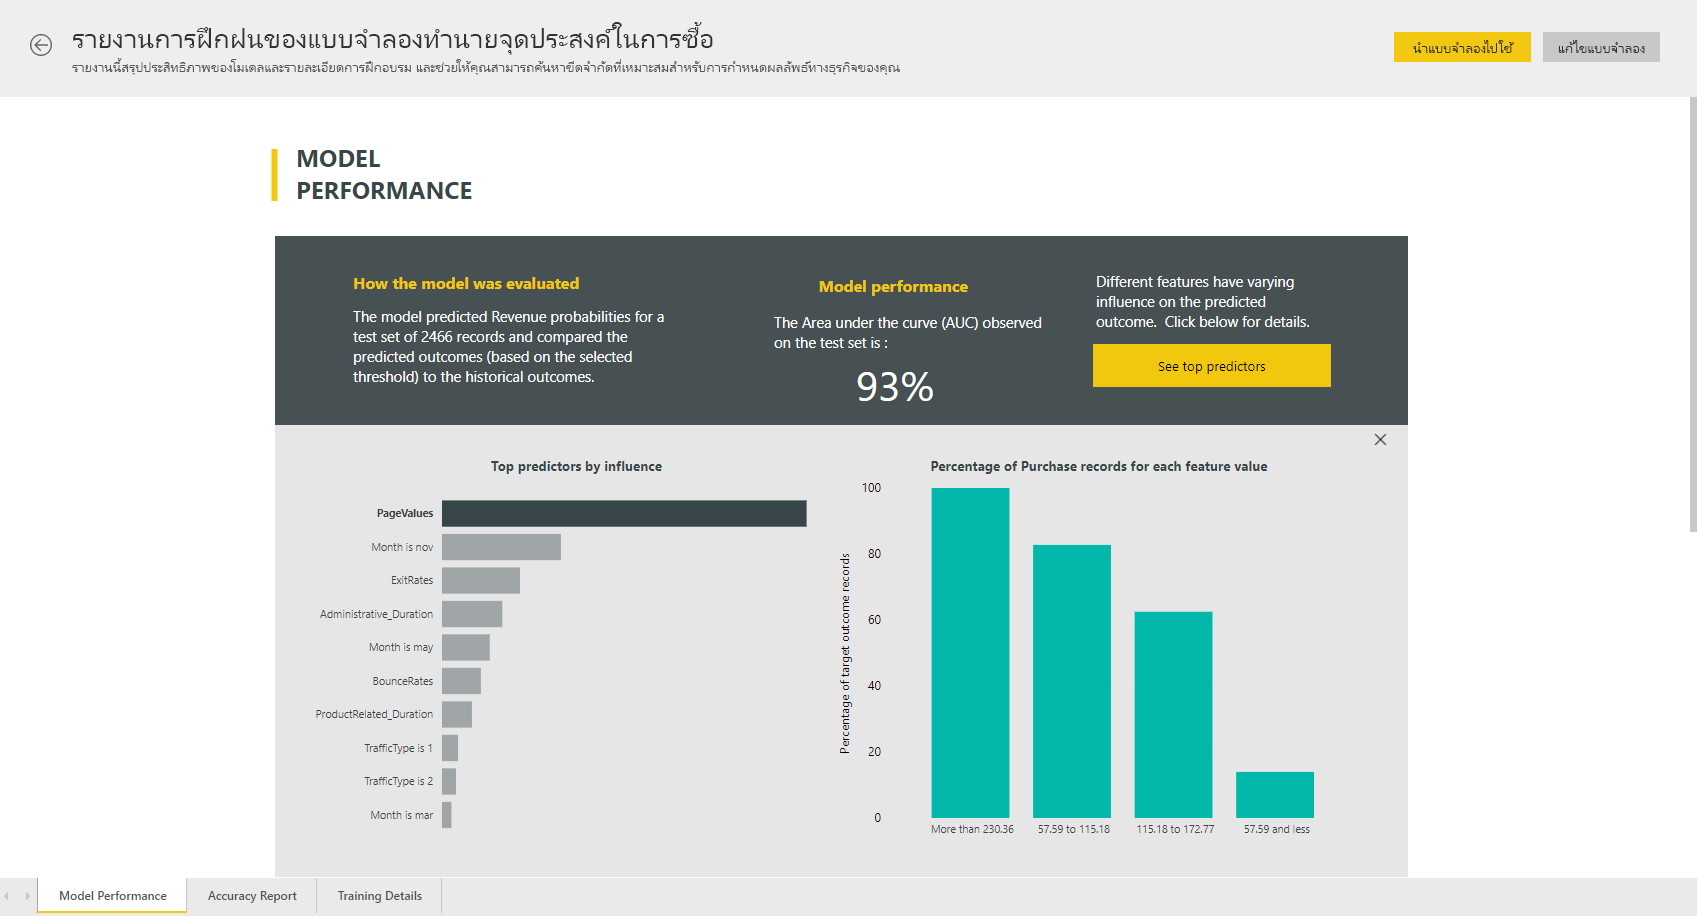 รายงานการฝึกฝนของแบบจำลองทำนายจุดประสงค์ในการซื้อ
รายงานนี้สรุปประสิทธิภาพของโมเดลและรายละเอียดการฝึกอบรม และช่วยให้คุณสามารถค้นหาขีดจำกัดที่เหมาะสมสำหรับการกำหนดผลลัพธ์ทางธุรกิจของคุณ
นำแบบจำลองไปใช้
แก้ไขแบบจำลอง
MODEL
PERFORMANCE
How the model was evaluated
The model predicted Revenue probabilities for a
test set of 2466 records and compared the
predicted outcomes (based on the selected
threshold) to the historical outcomes.
Model performance
The Area under the curve (AUC) observed
on the test set is :
93%
Different features have varying
influence on the predicted
outcome.  Click below for details.
See top predictors
Top predictors by influence
PageValues
Month is nov
ExitRates
Administrative_Duration
Month is may
BounceRates
ProductRelated_Duration
TrafficType is 1
TrafficType is 2
Month is mar
Percentage of Purchase records for each feature value
Percentage of target outcome records
100
80
60
40
20
0
More than 230.36
57.59 to 115.18
115.18 to 172.77
57.59 and less
Model Performance
Accuracy Report
Training Details